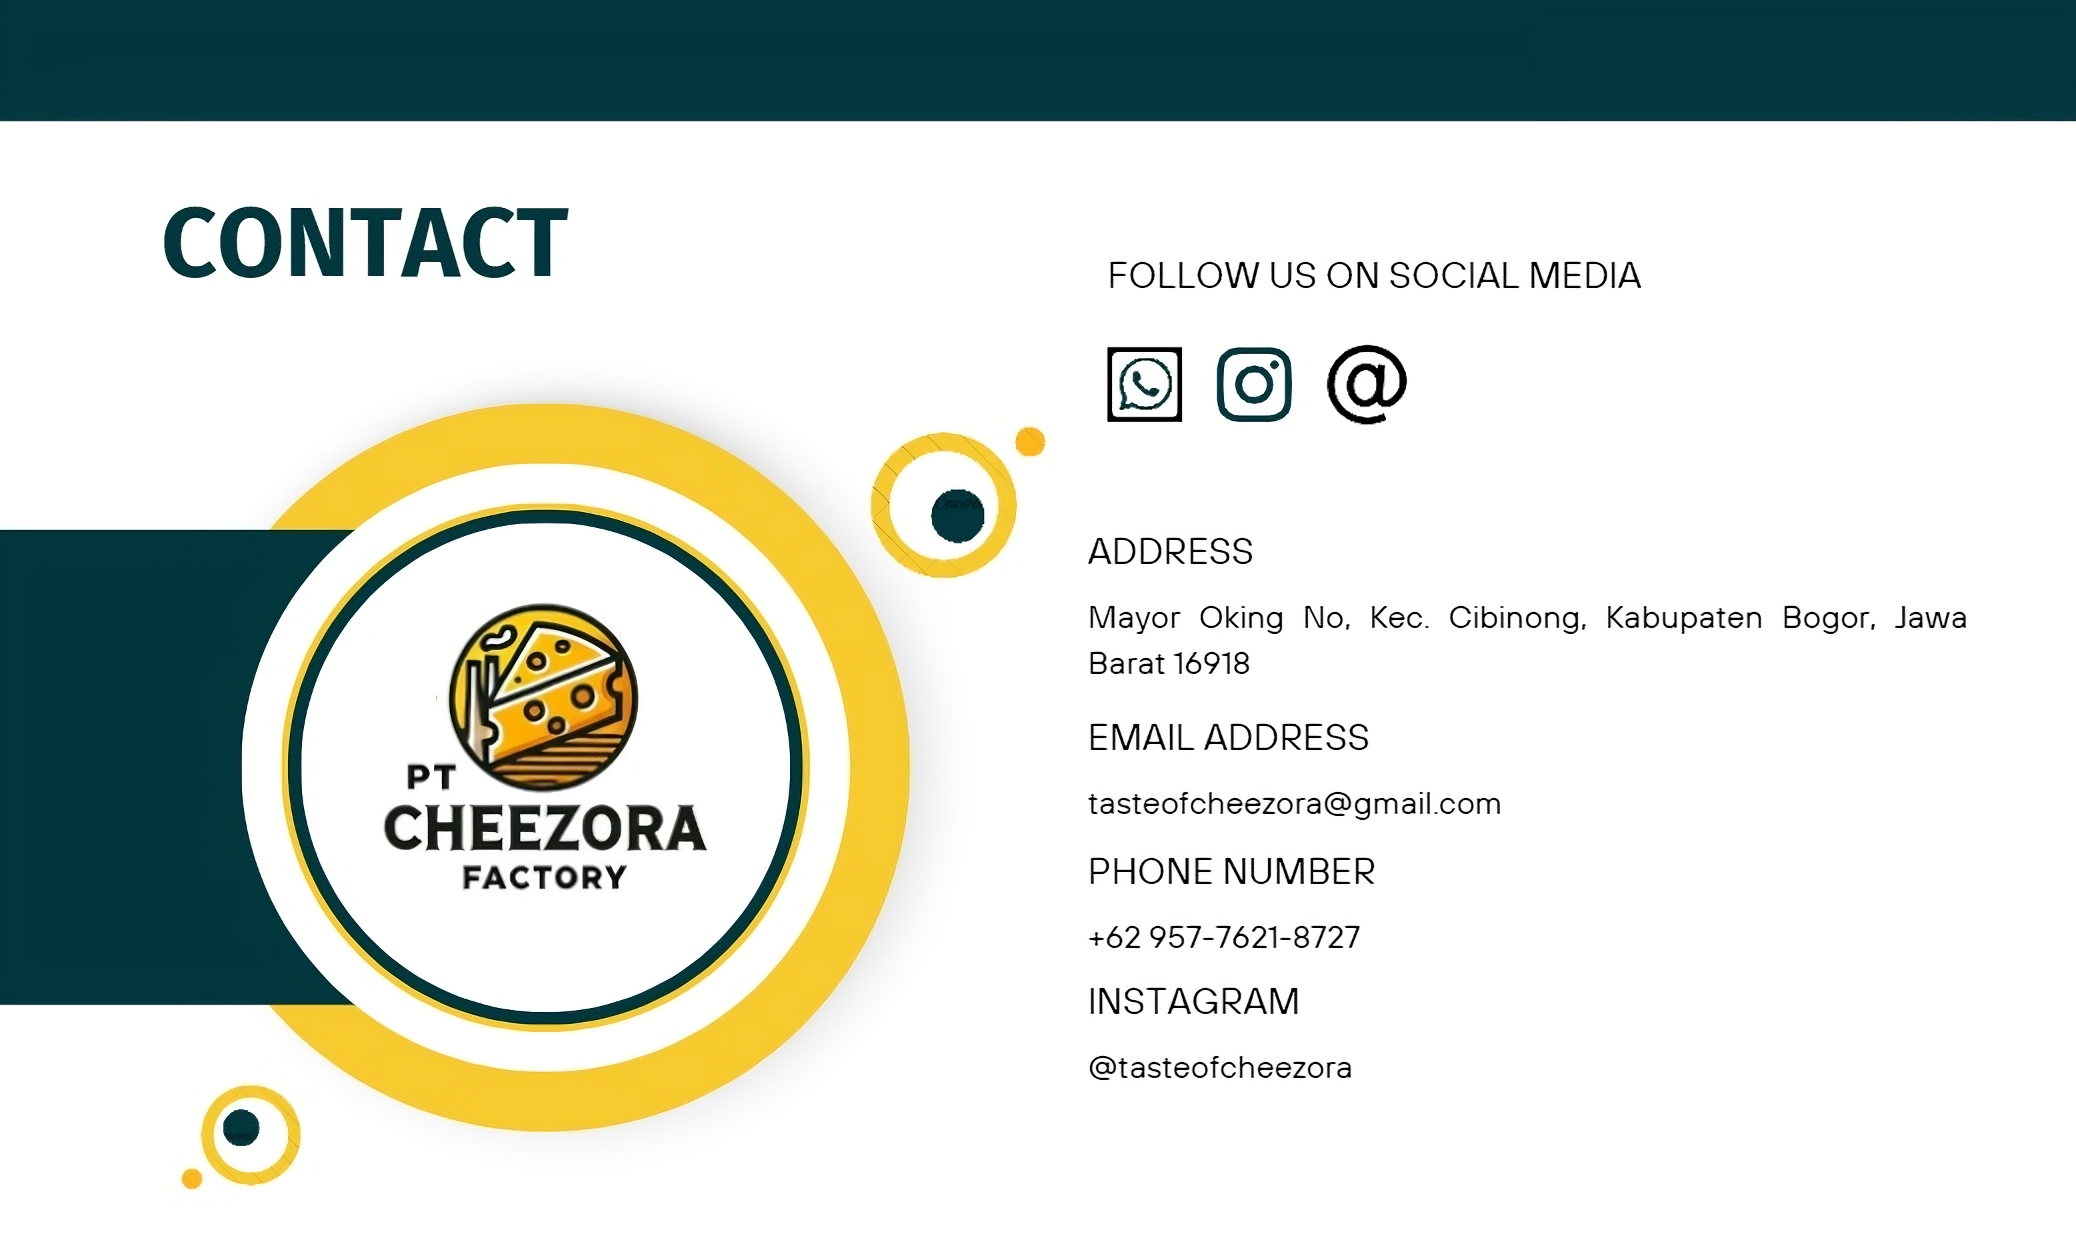 CONTACT
FOLLOW US ON SOCIAL MEDIA
PT
CHEEZORA
FACTORY
ADDRESS
Mayor Oking No, Kec. Cibinong, Kabupaten Bogor, Jawa
Barat 16918
EMAIL ADDRESS
tasteofcheezora@gmail.com
PHONE NUMBER
+62 957-7621-8727
INSTAGRAM
@tasteofcheezora